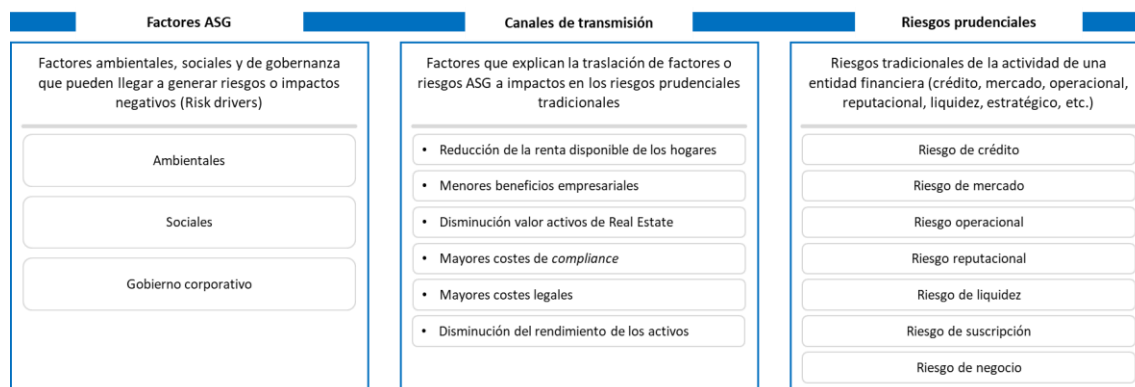 Factores ASG
Canales de transmisión
Riesgos prudenciales
Factores ambientales, sociales y de gobernanza
que pueden llegar a generar riesgos o impactos
negativos (Risk drivers)
Ambientales
Sociales
Gobierno corporativo
Factores que explican la traslación de factores o
riesgos ASG a impactos en los riesgos prudenciales
tradicionales
• Reducción de la renta disponible de los hogares
• Menores beneficios empresariales
• Disminución valor activos de Real Estate
• Mayores costes de compliance
• Mayores costes legales
• Disminución del rendimiento de los activos
Riesgos tradicionales de la actividad de una
entidad financiera (crédito, mercado, operacional,
reputacional, liquidez, estratégico, etc.)
Riesgo de crédito
Riesgo de mercado
Riesgo operacional
Riesgo reputacional
Riesgo de liquidez
Riesgo de suscripción
Riesgo de negocio